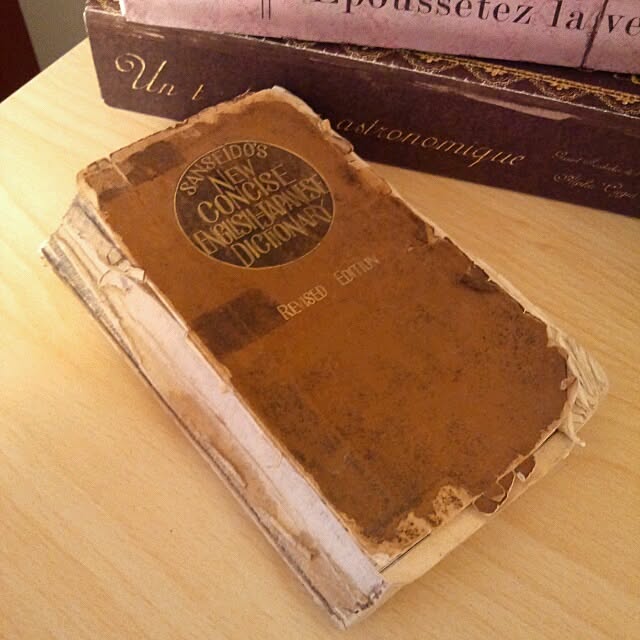 Époussetez la
Un
astronomique
SANSEIDO'S
NEW
CONCISE
ENGLISH-JAPANESE
DICTIONARY
REVISED EDITION